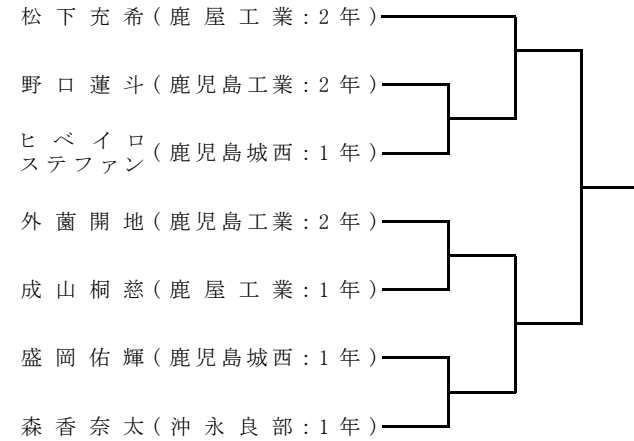 松下充希(鹿屋工業:2年)
野口蓮斗(鹿児島工業:2年)
ヒベイロ
ステファン(鹿児島城西:1年)
外薗開地(鹿児島工業:2年)
成山桐慈(鹿屋工業:1年)
盛岡佑輝(鹿児島城西:1年)
森香奈太(沖永良部:1年)